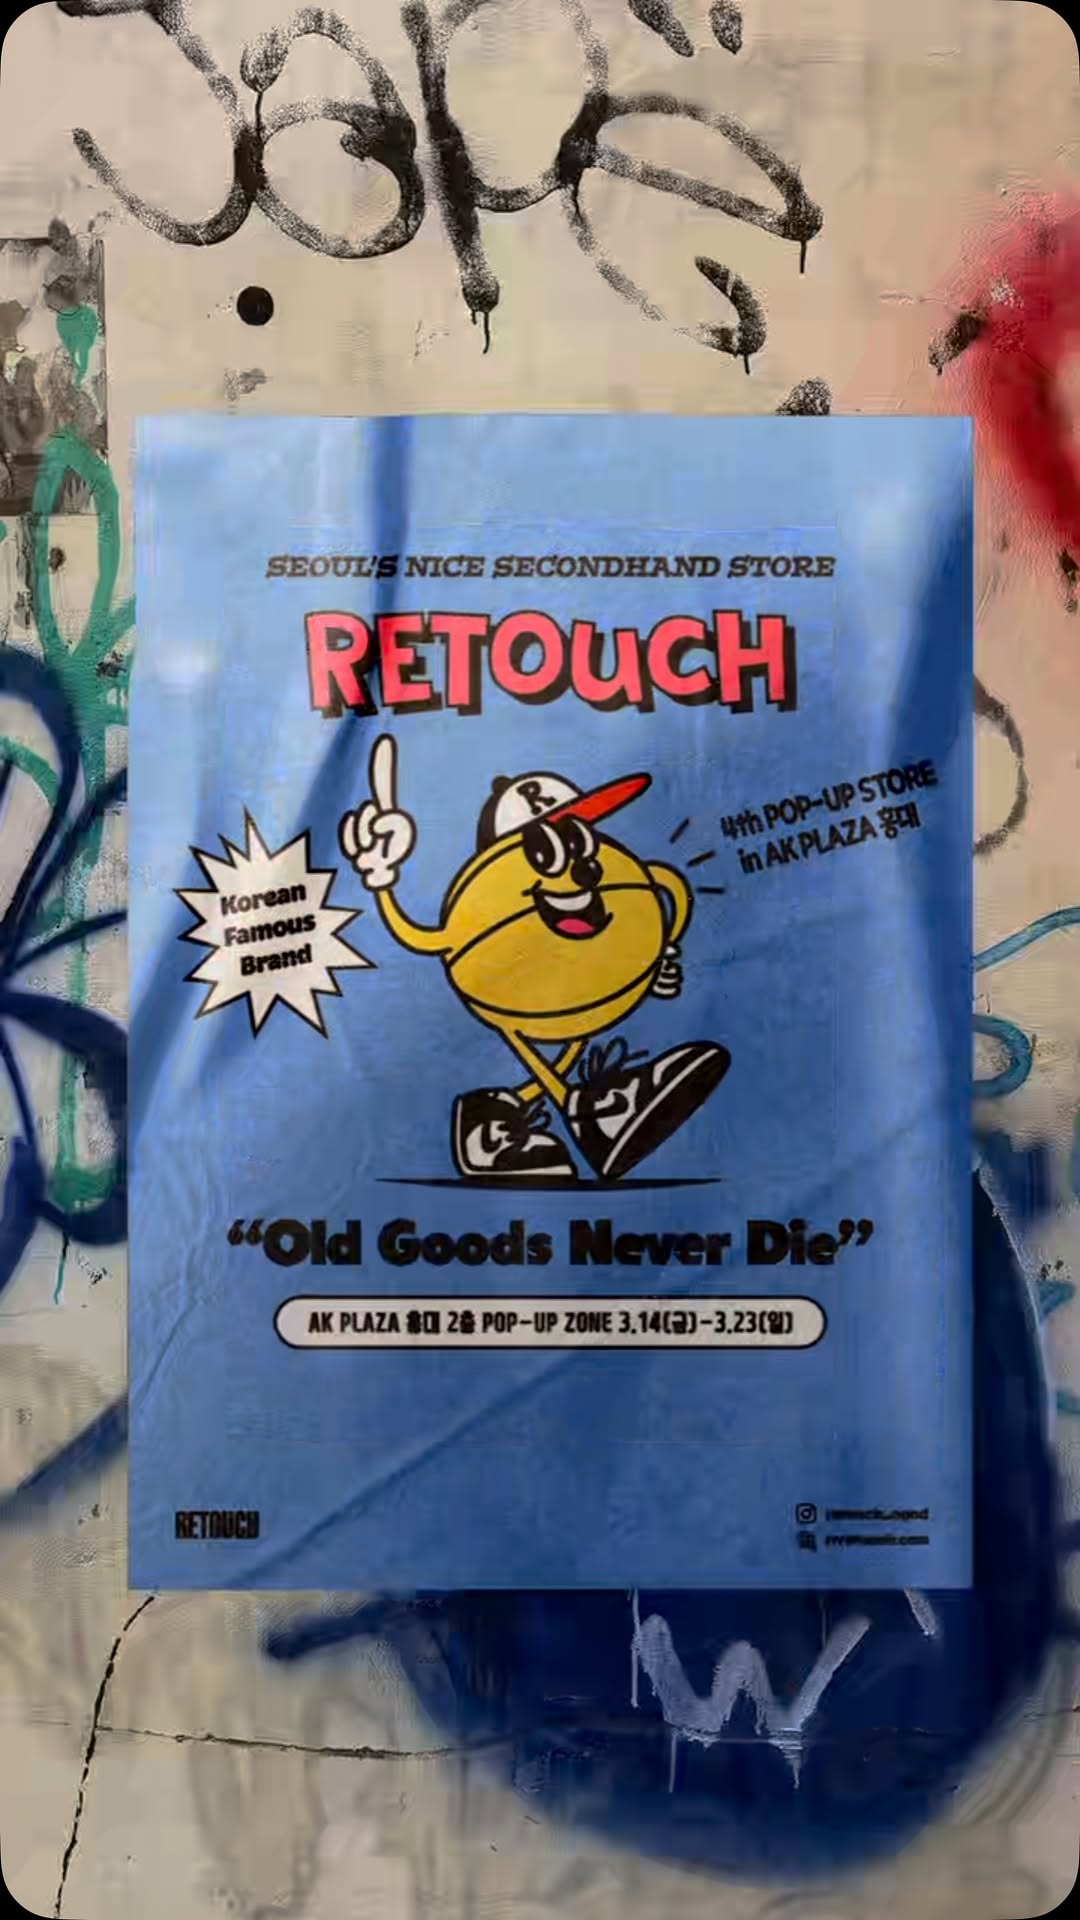 SEOUL'S NICE SECONDHAND STORE
RETOUCH
R
4th POP-UP STORE
in AK PLAZA 홍대
Korean
Famous
Brand
“Old Goods Never Die”
AK PLAZA 홍대 2층 POP-UP ZONE 3.14(금)-3.23(일)
RETOUCH
W